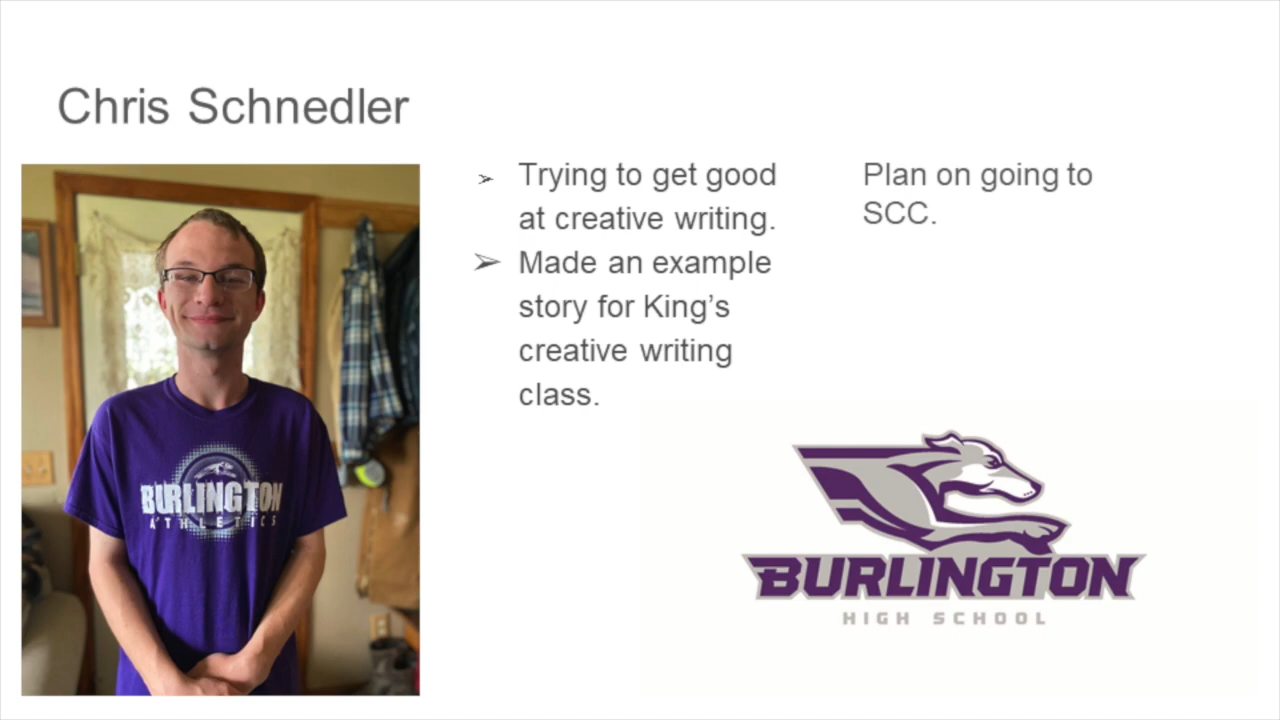 Chris Schnedler
➢ Trying to get good
at creative writing.
➢ Made an example
story for King’s
creative writing
class.
Plan on going to
SCC.
BURLINGTON
ATHLETICS
BURLINGTON
HIGH SCHOOL